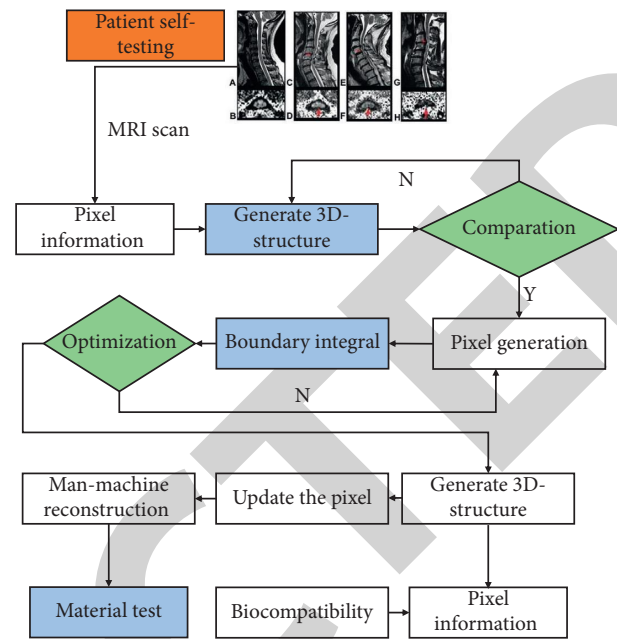 Patient self-
testing
A
C
E
G
B
D
F
H
MRI scan
N
Pixel
information
Generate 3D-
structure
Comparation
Y
Optimization
Boundary integral
Pixel generation
N
Man-machine
reconstruction
Update the pixel
Generate 3D-
structure
Material test
Biocompatibility
Pixel
information
CTED